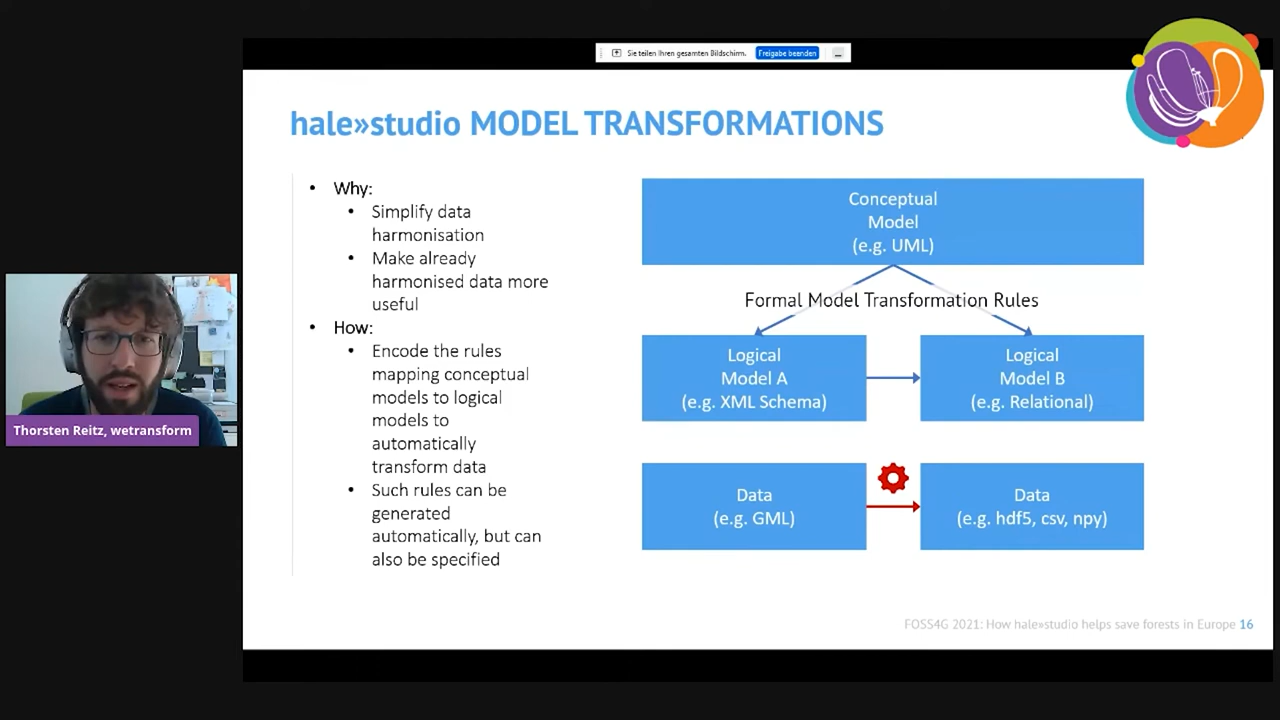 Sie teilen Ihren gesamten Bildschirm. Freigabe beenden
hale»studio MODEL TRANSFORMATIONS
• Why:
• Simplify data
harmonisation
• Make already
harmonised data more
useful
• How:
• Encode the rules
mapping conceptual
models to logical
models to
automatically
transform data
• Such rules can be
generated
automatically, but can
also be specified
Conceptual
Model
(e.g. UML)
Formal Model Transformation Rules
Logical
Model A
(e.g. XML Schema)
Logical
Model B
(e.g. Relational)
Data
(e.g. GML)
Data
(e.g. hdf5, csv, npy)
Thorsten Reitz, wetransform
FOSS4G 2021: How hale»studio helps save forests in Europe 16